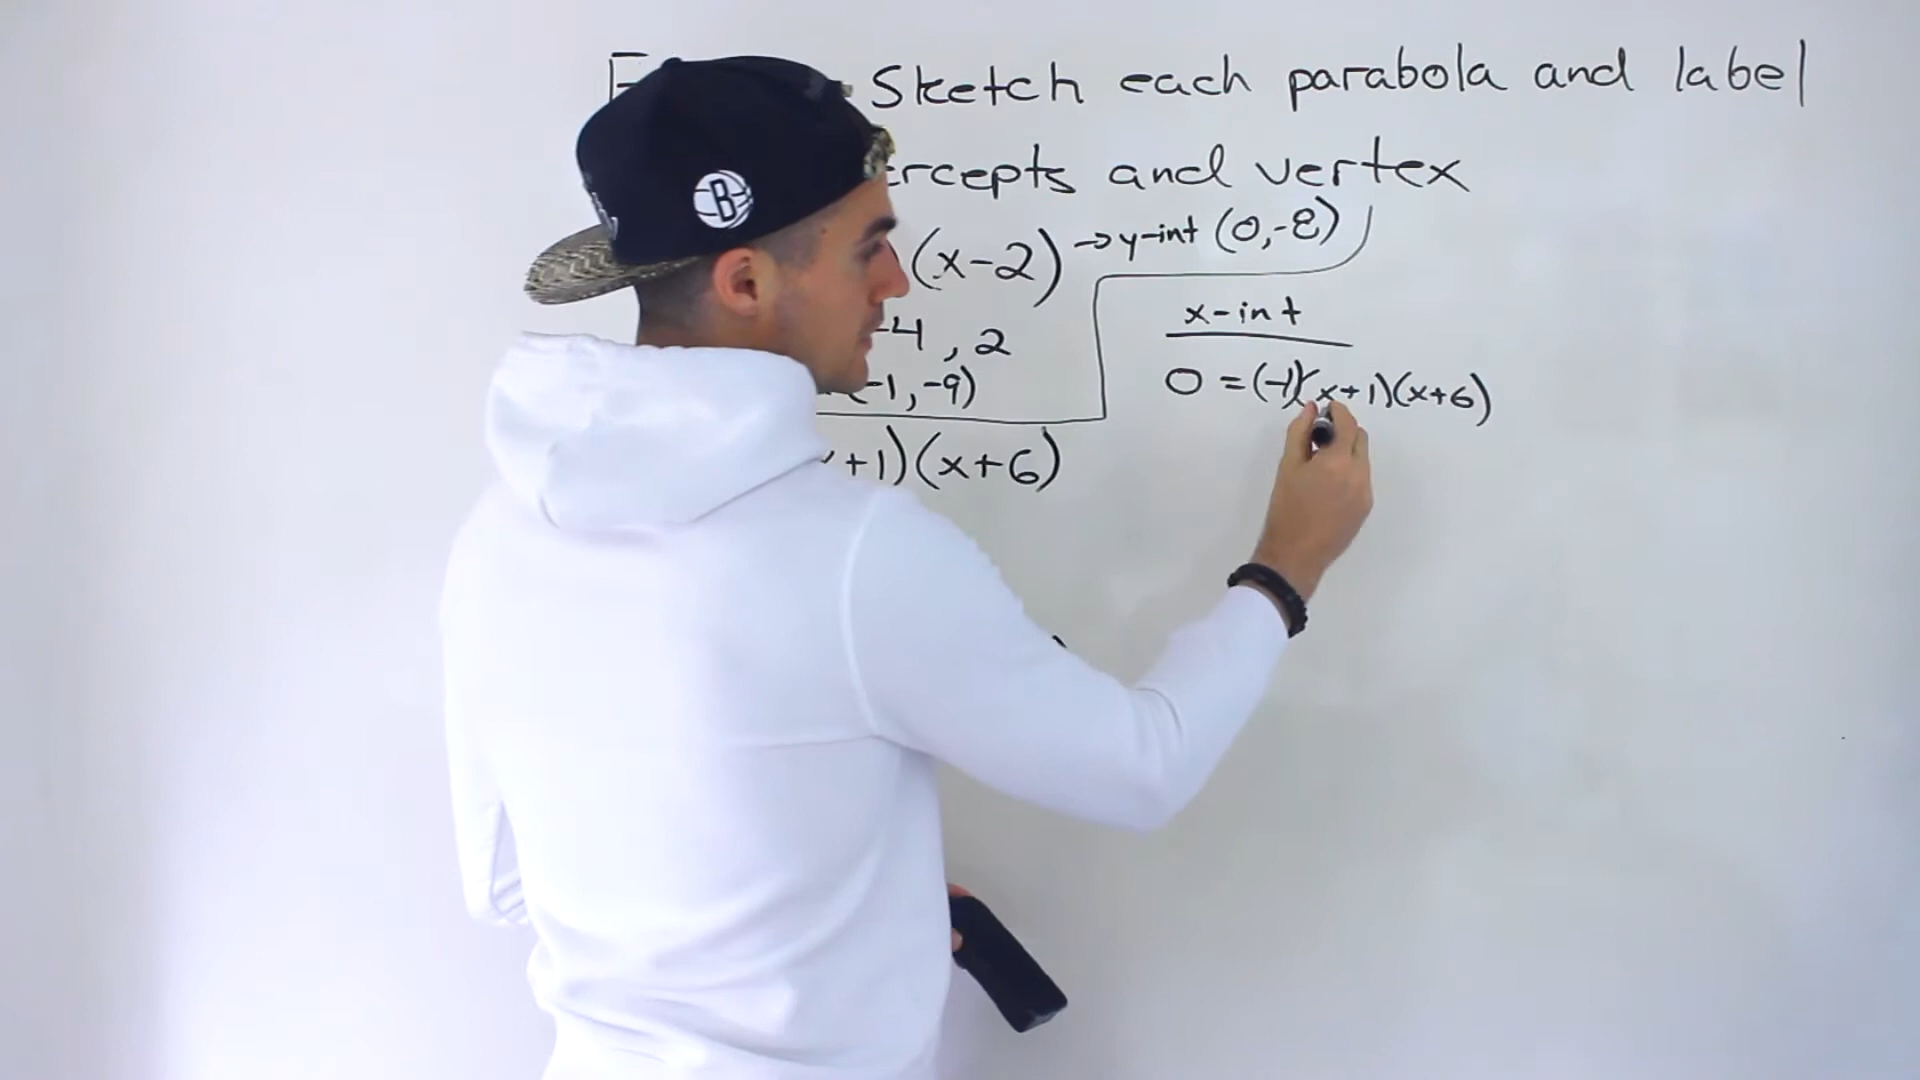 Sketch each parabola and label
and vertex
(x-2) → y-int (0,-8)
x-int
-4, 2
0 = (-1)(x+1)(x+6)
(-1,-9)
+1)(x+6)
B